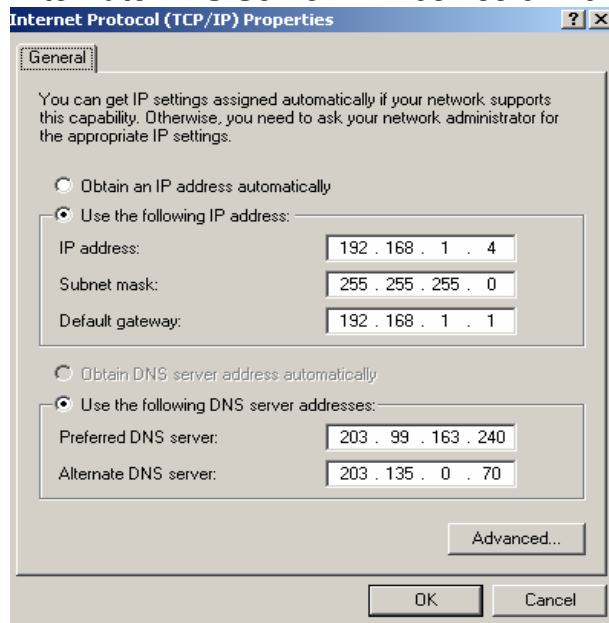 Internet Protocol (TCP/IP) Properties
General
You can get IP settings assigned automatically if your network supports
this capability. Otherwise, you need to ask your network administrator for
the appropriate IP settings.
Obtain an IP address automatically
Use the following IP address:
IP address: 192 . 168 . 1 . 4
Subnet mask: 255 . 255 . 255 . 0
Default gateway: 192 . 168 . 1 . 1
Obtain DNS server address automatically
Use the following DNS server addresses:
Preferred DNS server: 203 . 99 . 163 . 240
Alternate DNS server: 203 . 135 . 0 . 70
Advanced...
OK Cancel